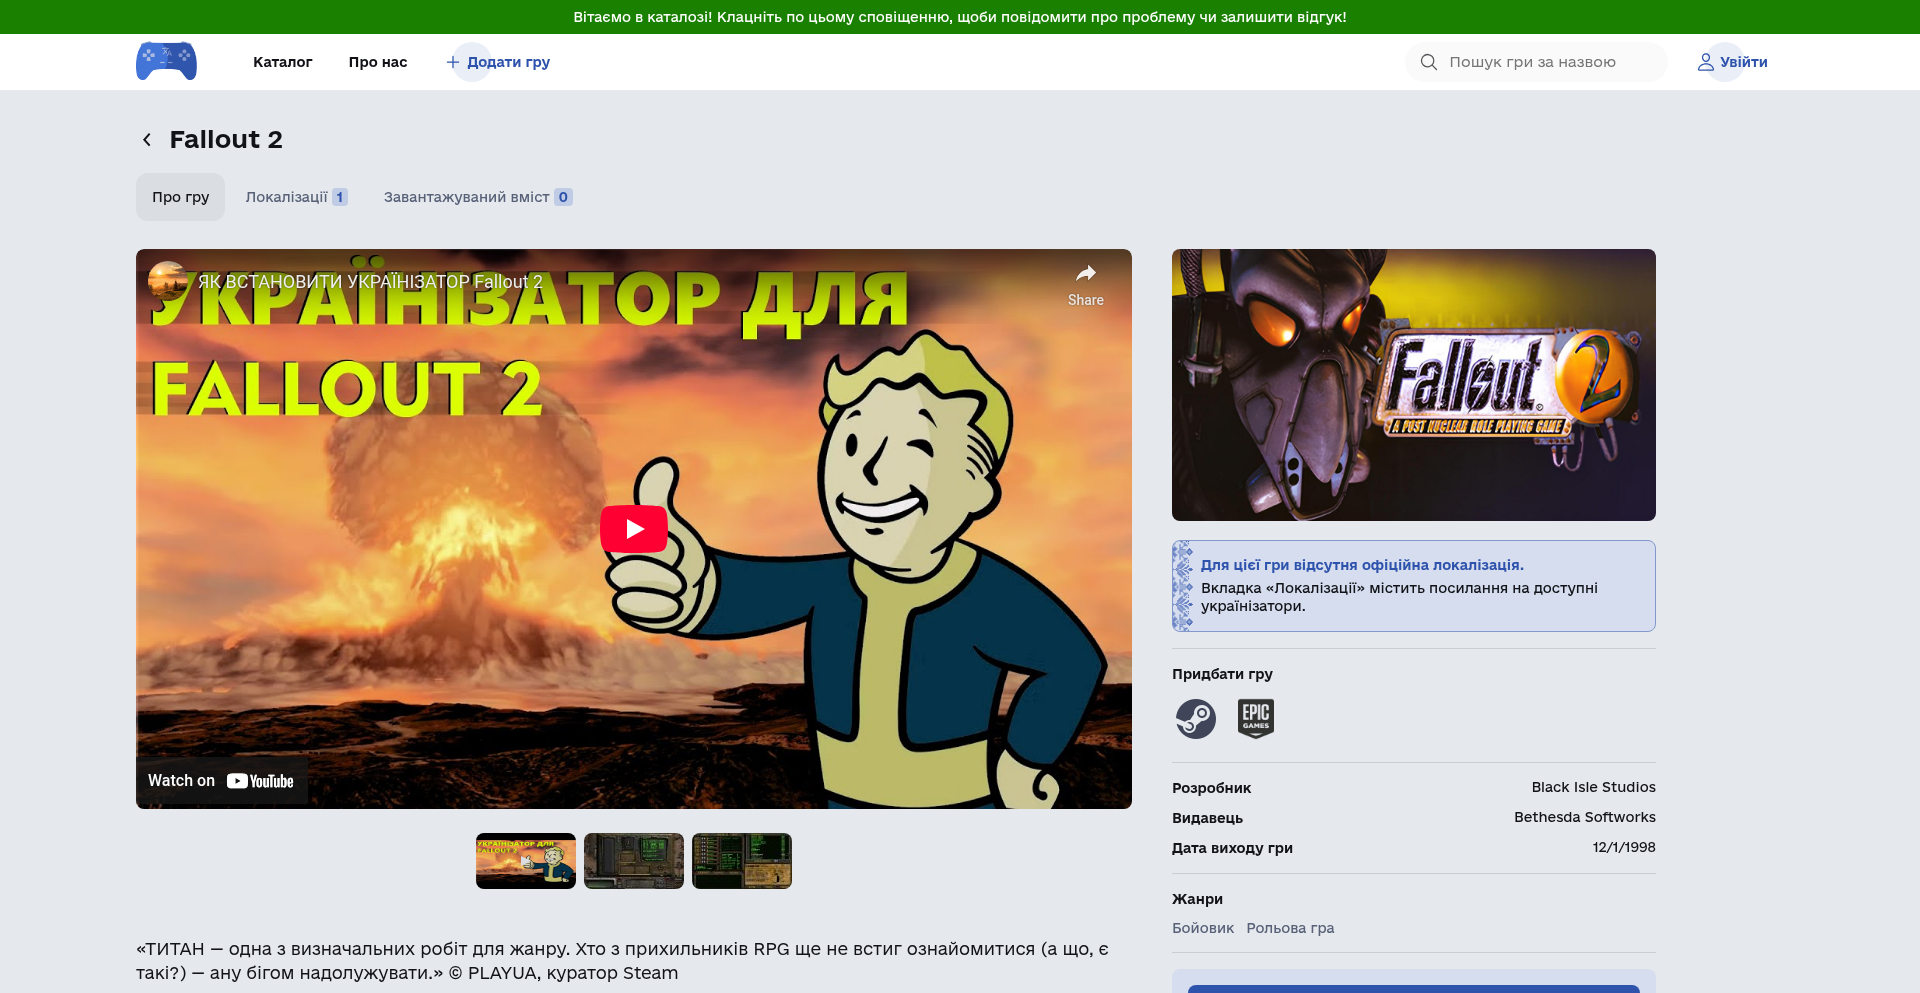 Вітаємо в каталозі! Клацніть по цьому сповіщенню, щоби повідомити про проблему чи залишити відгук!
Каталог
Про нас
Додати гру
Пошук гри за назвою
Увійти
Fallout 2
Про гру
Локалізації 1
Завантажуваний вміст 0
ЯК ВСТАНОВИТИ УКРАЇНІЗАТОР Fallout 2
Share
УКРАЇНІЗАТОР ДЛЯ
FALLOUT 2
Watch on YouTube
Fallout 2
A POST NUCLEAR ROLE PLAYING GAME
Для цієї гри відсутня офіційна локалізація.
Вкладка «Локалізації» містить посилання на доступні
українізатори.
Придбати гру
EPIC
GAMES
Розробник
Black Isle Studios
Видавець
Bethesda Softworks
Дата виходу гри
12/1/1998
Жанри
Бойовик
Рольова гра
УКРАЇНІЗАТОР ДЛЯ
FALLOUT 2
«ТИТАН — одна з визначальних робіт для жанру. Хто з прихильників RPG ще не встиг ознайомитися (а що, є
такі?) — ану бігом надолужувати.» © PLAYUA, куратор Steam